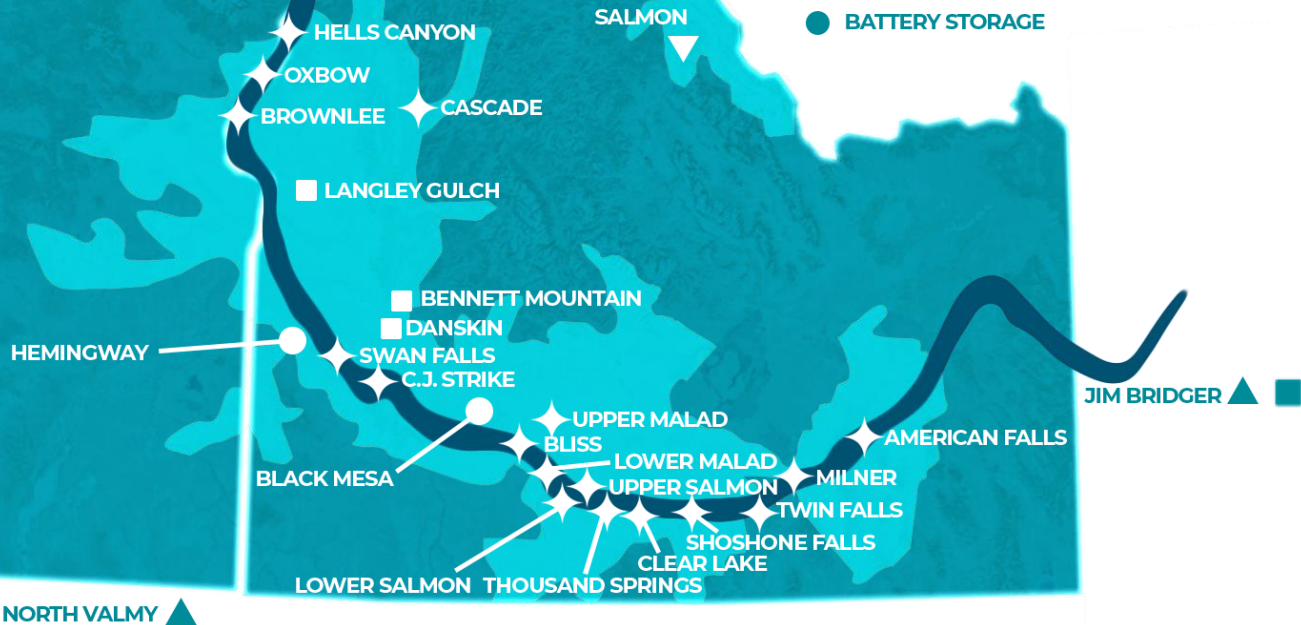 SALMON
BATTERY STORAGE
HELLS CANYON
OXBOW
CASCADE
BROWNLEE
LANGLEY GULCH
BENNETT MOUNTAIN
DANSKIN
HEMINGWAY
SWAN FALLS
C.J. STRIKE
JIM BRIDGER
UPPER MALAD
AMERICAN FALLS
BLISS
LOWER MALAD
BLACK MESA
MILNER
UPPER SALMON
TWIN FALLS
SHOSHONE FALLS
CLEAR LAKE
LOWER SALMON
THOUSAND SPRINGS
NORTH VALMY